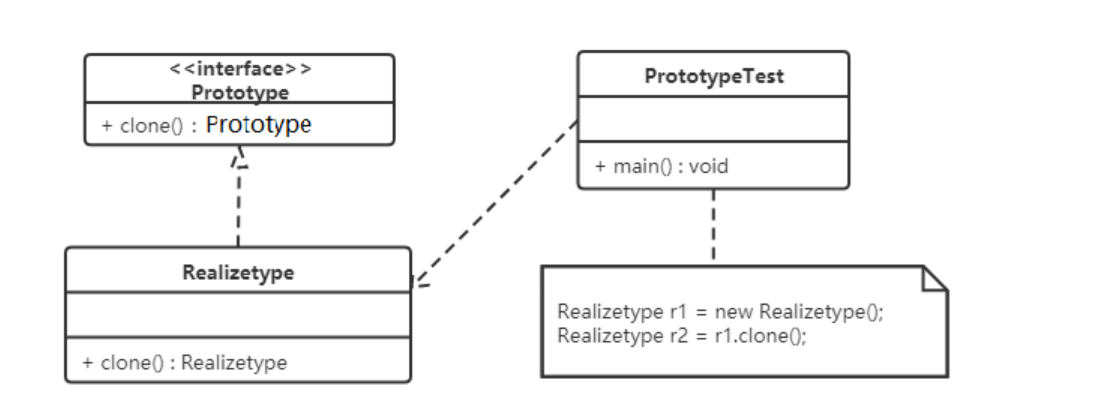 <<interface>>
Prototype
+ clone() : Prototype
PrototypeTest
+ main() : void
Realizetype
+ clone() : Realizetype
Realizetype r1 = new Realizetype();
Realizetype r2 = r1.clone();